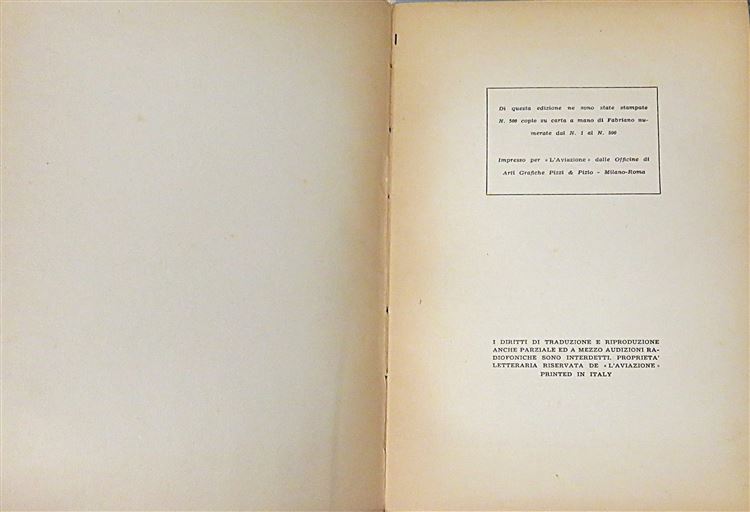 Di questa edizione ne sono state stampate
N. 500 copie su carta a mano di Fabriano nu-
merate dal N. 1 al N. 500
Impresso per «L'Aviazione» dalle Officine di
Arti Grafiche Pizzi & Pizio - Milano-Roma
I DIRITTI DI TRADUZIONE E RIPRODUZIONE
ANCHE PARZIALE ED A MEZZO AUDIZIONI RA-
DIOFONICHE SONO INTERDETTI. PROPRIETA'
LETTERARIA RISERVATA DE «L'AVIAZIONE»
PRINTED IN ITALY